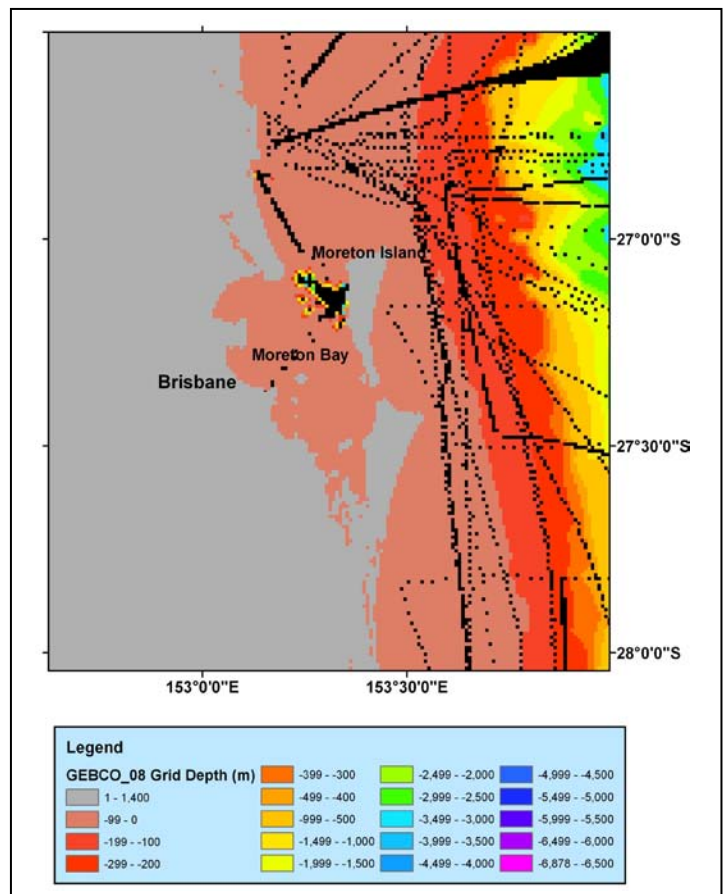 Moreton Island
27°0'0"S
Moreton Bay
Brisbane
27°30'0"S
28°0'0"S
153°0'0"E
153°30'0"E
Legend
GEBCO_08 Grid Depth (m)
1 - 1,400
-99 - 0
-199 - -100
-299 - -200
-399 - -300
-499 - -400
-999 - -500
-1,499 - -1,000
-1,999 - -1,500
-2,499 - -2,000
-2,999 - -2,500
-3,499 - -3,000
-3,999 - -3,500
-4,499 - -4,000
-4,999 - -4,500
-5,499 - -5,000
-5,999 - -5,500
-6,499 - -6,000
-6,878 - -6,500